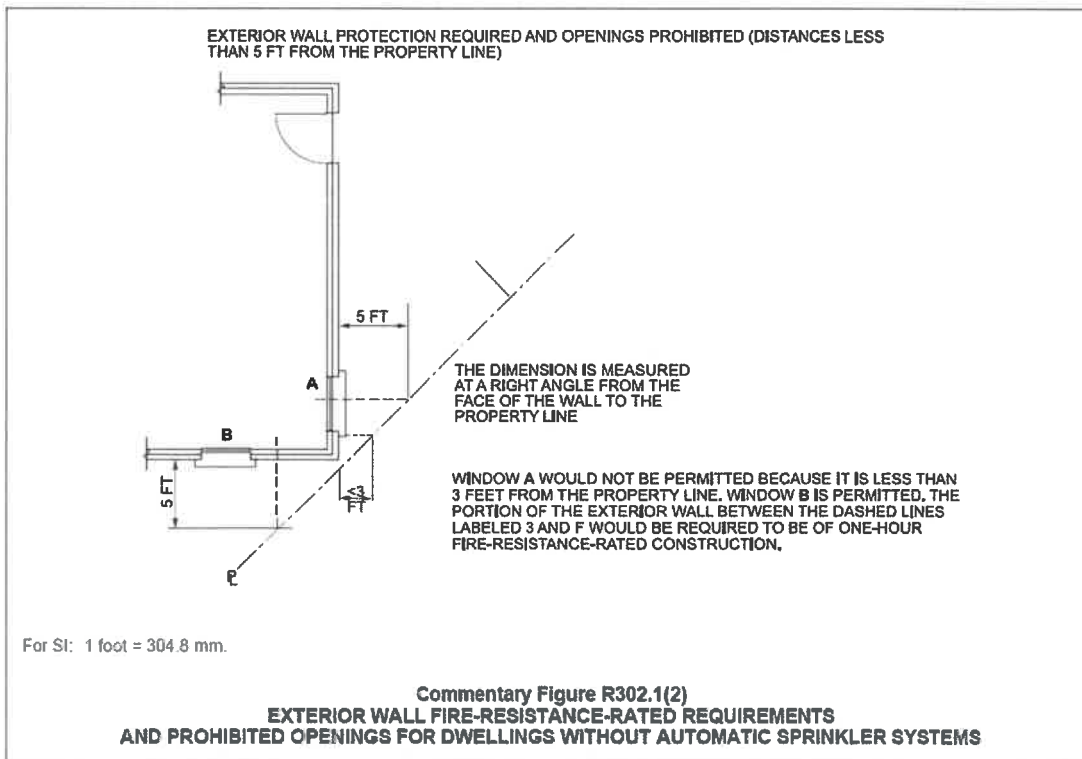 EXTERIOR WALL PROTECTION REQUIRED AND OPENINGS PROHIBITED (DISTANCES LESS
THAN 5 FT FROM THE PROPERTY LINE)
5 FT
A
THE DIMENSION IS MEASURED
AT A RIGHT ANGLE FROM THE
FACE OF THE WALL TO THE
PROPERTY LINE
B
5 FT
<3
FT
WINDOW A WOULD NOT BE PERMITTED BECAUSE IT IS LESS THAN
3 FEET FROM THE PROPERTY LINE. WINDOW B IS PERMITTED. THE
PORTION OF THE EXTERIOR WALL BETWEEN THE DASHED LINES
LABELED 3 AND F WOULD BE REQUIRED TO BE OF ONE-HOUR
FIRE-RESISTANCE-RATED CONSTRUCTION.
PL
For SI: 1 foot = 304.8 mm.
Commentary Figure R302.1(2)
EXTERIOR WALL FIRE-RESISTANCE-RATED REQUIREMENTS
AND PROHIBITED OPENINGS FOR DWELLINGS WITHOUT AUTOMATIC SPRINKLER SYSTEMS